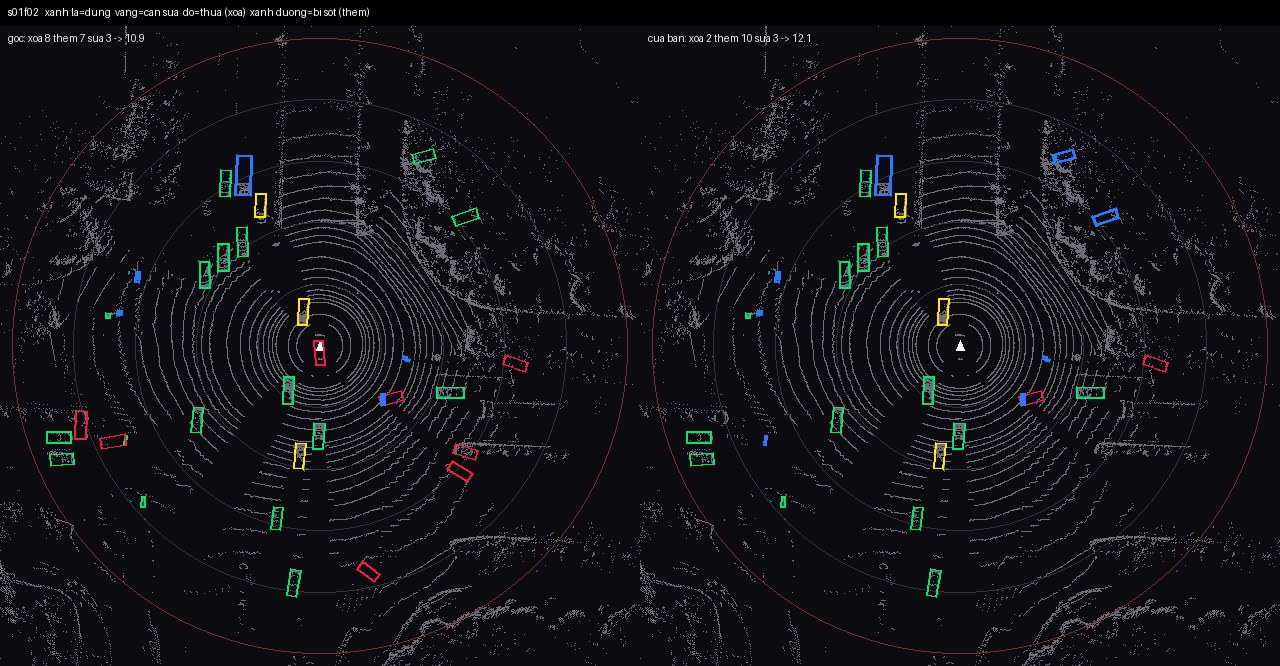 s01f02 xanh la=dung vang=can sua do=thua (xoa) xanh duong=bi sot (them)
goc: xoa 8 them 7 sua 3 -> 10.9
cua ban: xoa 2 them 10 sua 3 -> 12.1